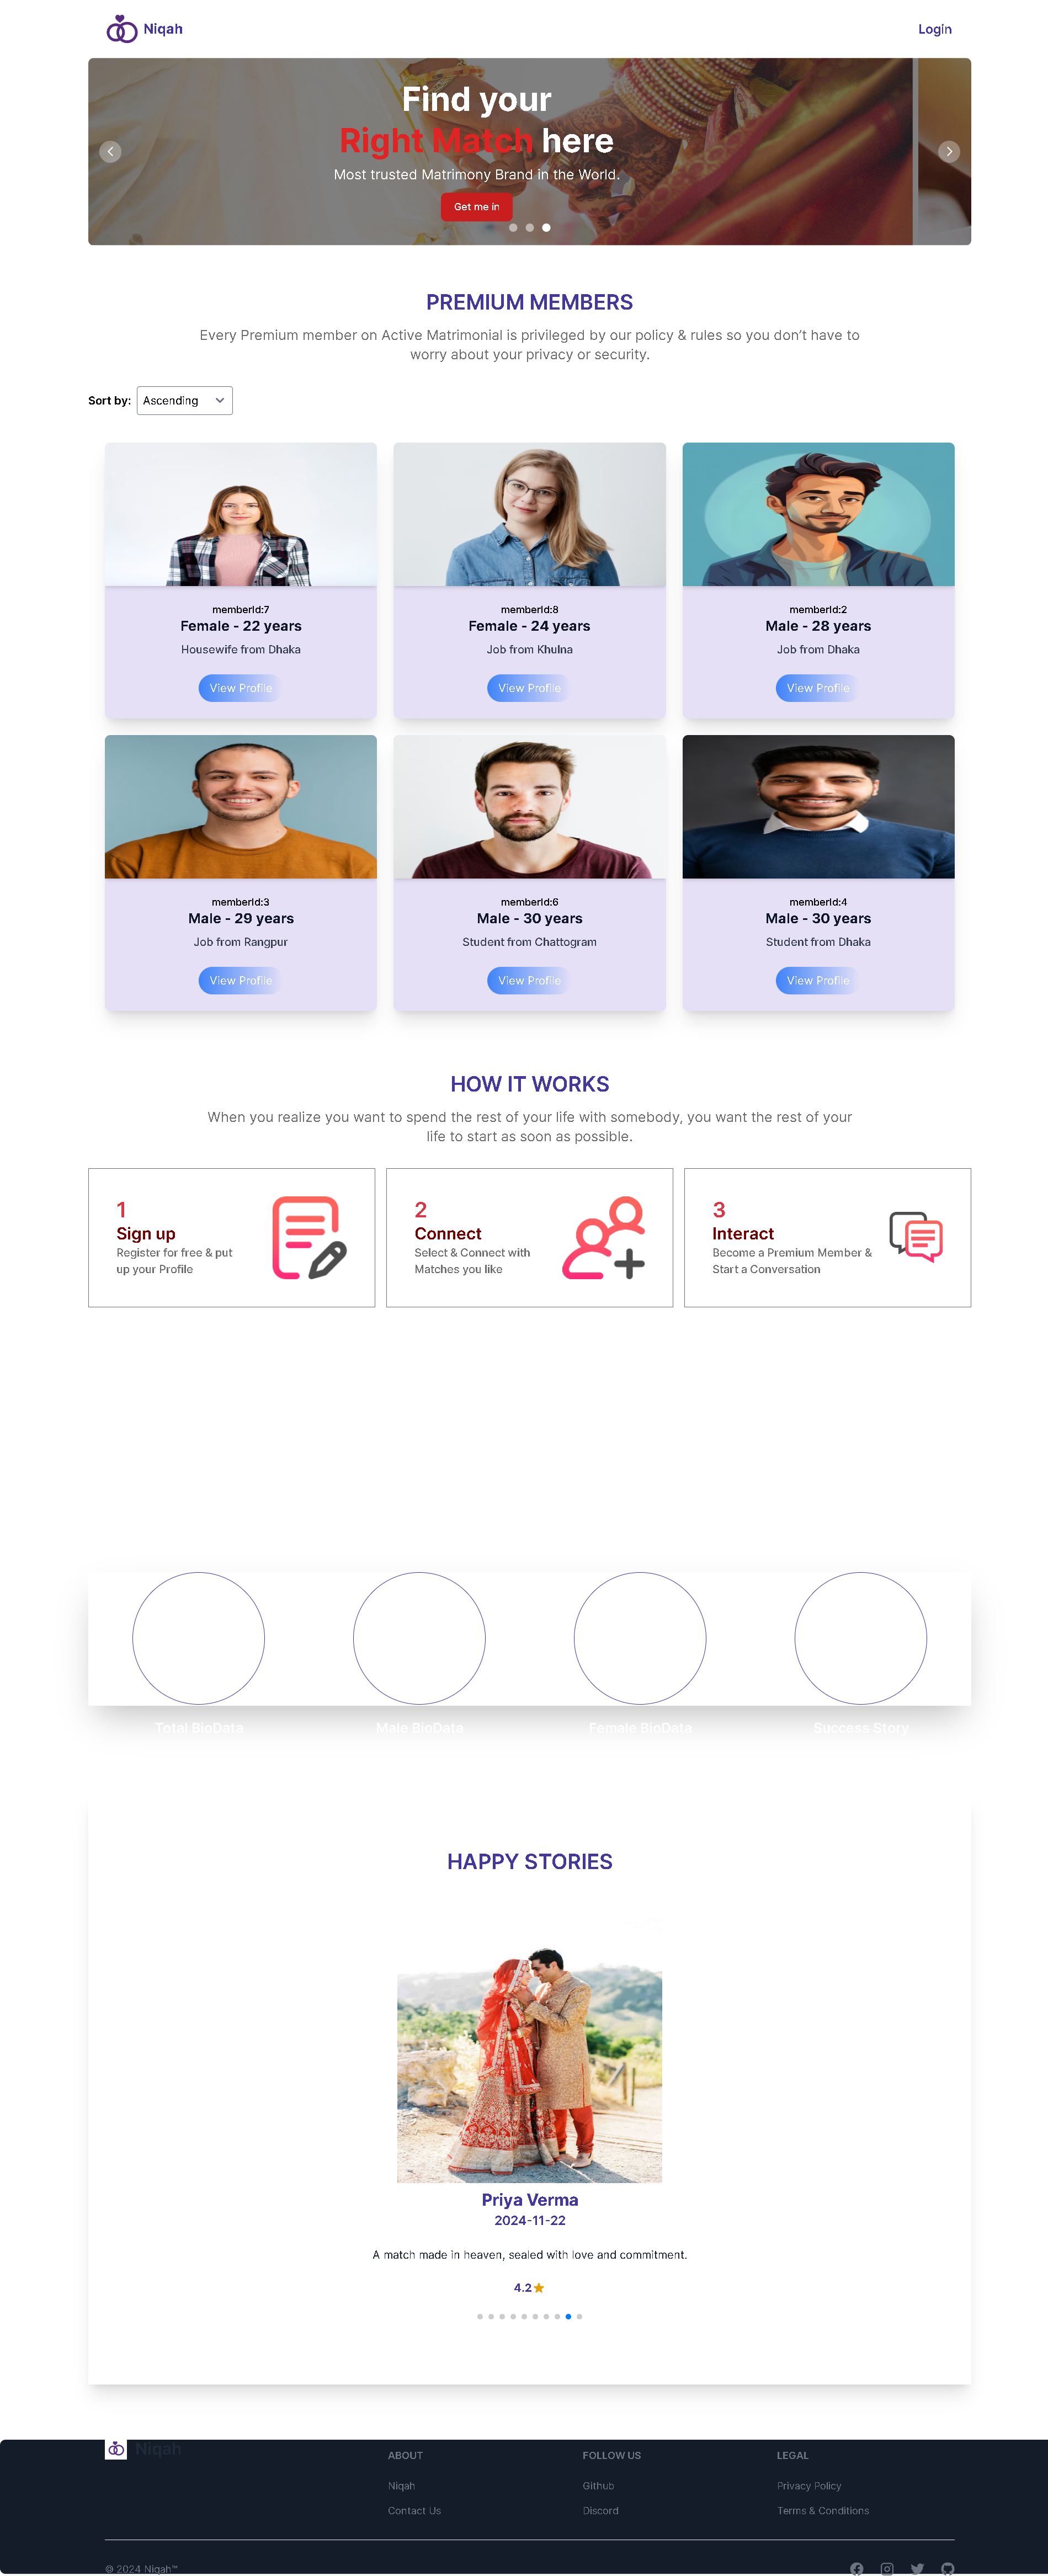 Niqah
Login
Find your
Right Match here
Most trusted Matrimony Brand in the World.
Get me in
PREMIUM MEMBERS
Every Premium member on Active Matrimonial is privileged by our policy & rules so you don’t have to
worry about your privacy or security.
Sort by: Ascending
memberId:7
Female - 22 years
Housewife from Dhaka
View Profile
memberId:8
Female - 24 years
Job from Khulna
View Profile
memberId:2
Male - 28 years
Job from Dhaka
View Profile
memberId:3
Male - 29 years
Job from Rangpur
View Profile
memberId:6
Male - 30 years
Student from Chattogram
View Profile
memberId:4
Male - 30 years
Student from Dhaka
View Profile
HOW IT WORKS
When you realize you want to spend the rest of your life with somebody, you want the rest of your
life to start as soon as possible.
1
Sign up
Register for free & put
up your Profile
2
Connect
Select & Connect with
Matches you like
3
Interact
Become a Premium Member &
Start a Conversation
Total BioData
Male BioData
Female BioData
Success Story
HAPPY STORIES
Priya Verma
2024-11-22
A match made in heaven, sealed with love and commitment.
4.2
Niqah
ABOUT
Niqah
Contact Us
FOLLOW US
Github
Discord
LEGAL
Privacy Policy
Terms & Conditions
© 2024 Niqah™